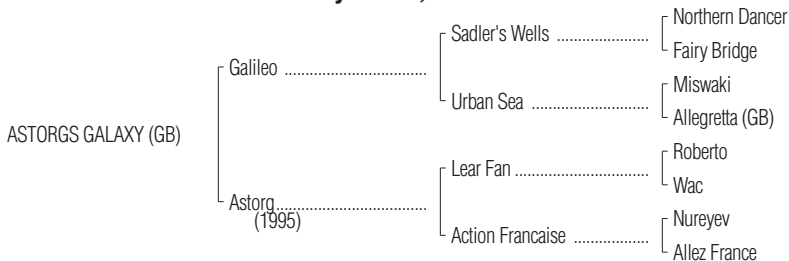 Northern Dancer
Sadler's Wells ......................
Fairy Bridge
Galileo ..................................
Miswaki
Urban Sea ............................
Allegretta (GB)
ASTORGS GALAXY (GB)
Roberto
Lear Fan ................................
Wac
Astorg....................................
(1995)
Nureyev
Action Francaise ..................
Allez France